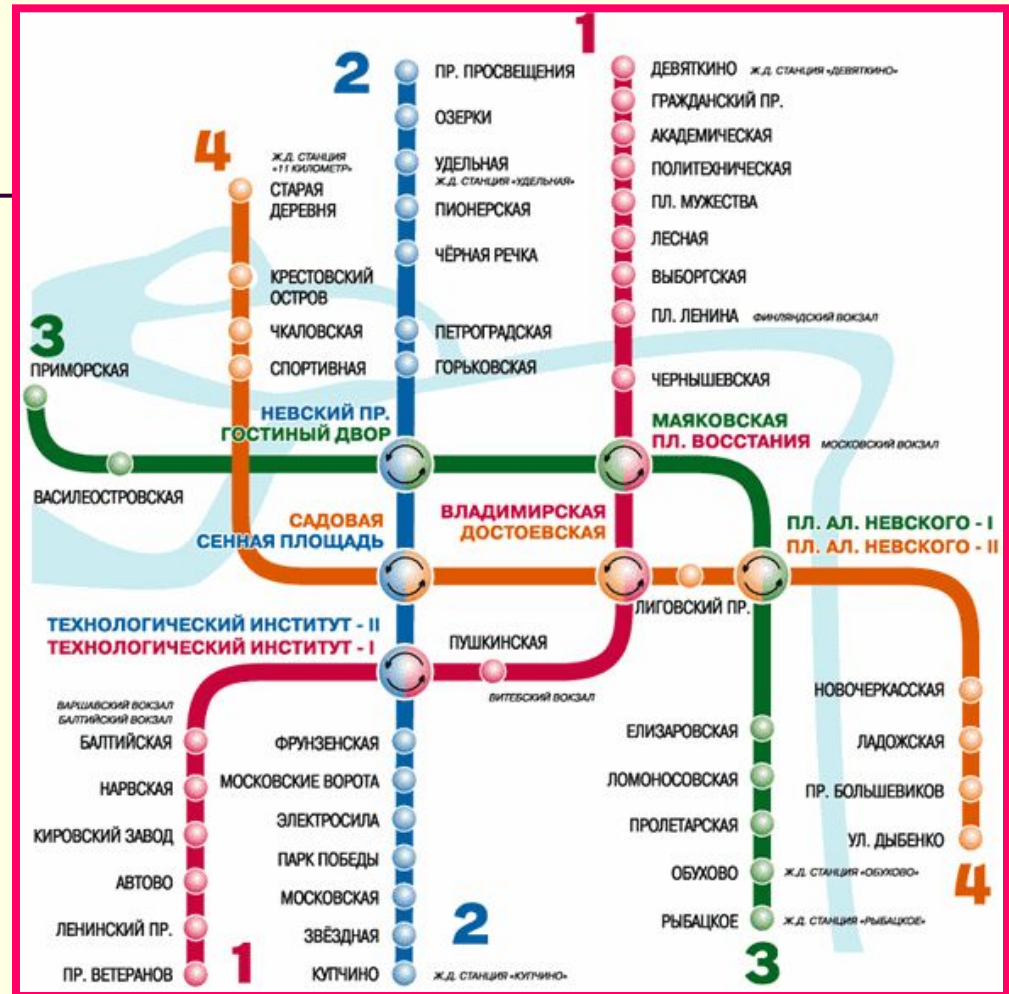 1
2
ПР. ПРОСВЕЩЕНИЯ
ОЗЕРКИ
УДЕЛЬНАЯ
Ж.Д. СТАНЦИЯ «УДЕЛЬНАЯ»
ПИОНЕРСКАЯ
ЧЁРНАЯ РЕЧКА
ПЕТРОГРАДСКАЯ
ГОРЬКОВСКАЯ
ДЕВЯТКИНО Ж.Д. СТАНЦИЯ «ДЕВЯТКИНО»
ГРАЖДАНСКИЙ ПР.
АКАДЕМИЧЕСКАЯ
ПОЛИТЕХНИЧЕСКАЯ
ПЛ. МУЖЕСТВА
ЛЕСНАЯ
ВЫБОРГСКАЯ
ПЛ. ЛЕНИНА ФИНЛЯНДСКИЙ ВОКЗАЛ
ЧЕРНЫШЕВСКАЯ
4
Ж.Д. СТАНЦИЯ
«11 КИЛОМЕТР»
СТАРАЯ
ДЕРЕВНЯ
КРЕСТОВСКИЙ
ОСТРОВ
ЧКАЛОВСКАЯ
СПОРТИВНАЯ
3
ПРИМОРСКАЯ
ВАСИЛЕОСТРОВСКАЯ
НЕВСКИЙ ПР.
ГОСТИНЫЙ ДВОР
МАЯКОВСКАЯ
ПЛ. ВОССТАНИЯ МОСКОВСКИЙ ВОКЗАЛ
САДОВАЯ
СЕННАЯ ПЛОЩАДЬ
ВЛАДИМИРСКАЯ
ДОСТОЕВСКАЯ
ПЛ. АЛ. НЕВСКОГО - I
ПЛ. АЛ. НЕВСКОГО - II
ЛИГОВСКИЙ ПР.
ТЕХНОЛОГИЧЕСКИЙ ИНСТИТУТ - II
ТЕХНОЛОГИЧЕСКИЙ ИНСТИТУТ - I
ПУШКИНСКАЯ
ВИТЕБСКИЙ ВОКЗАЛ
ВАРШАВСКИЙ ВОКЗАЛ
БАЛТИЙСКИЙ ВОКЗАЛ
БАЛТИЙСКАЯ
НАРВСКАЯ
КИРОВСКИЙ ЗАВОД
АВТОВО
ЛЕНИНСКИЙ ПР.
ПР. ВЕТЕРАНОВ
1
ФРУНЗЕНСКАЯ
МОСКОВСКИЕ ВОРОТА
ЭЛЕКТРОСИЛА
ПАРК ПОБЕДЫ
МОСКОВСКАЯ
ЗВЁЗДНАЯ
КУПЧИНО Ж.Д. СТАНЦИЯ «КУПЧИНО»
2
ЕЛИЗАРОВСКАЯ
ЛОМОНОСОВСКАЯ
ПРОЛЕТАРСКАЯ
ОБУХОВО Ж.Д. СТАНЦИЯ «ОБУХОВО»
РЫБАЦКОЕ Ж.Д. СТАНЦИЯ «РЫБАЦКОЕ»
3
НОВОЧЕРКАССКАЯ
ЛАДОЖСКАЯ
ПР. БОЛЬШЕВИКОВ
УЛ. ДЫБЕНКО
4